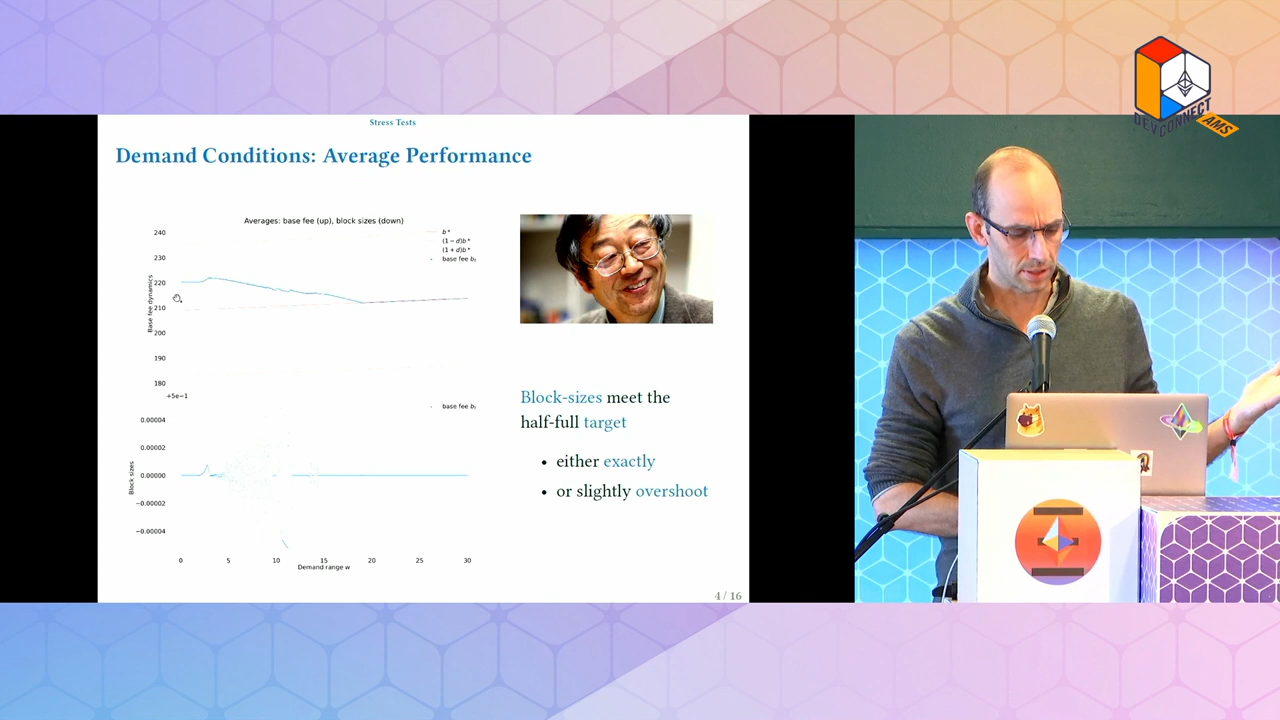 DEVCONNECT
AMS
Stress Tests
Demand Conditions: Average Performance
Averages: base fee (up), block sizes (down)
240
230
220
210
200
190
180
Base fee dynamics
b*
(1 − d)b*
(1 + d)b*
base fee bₜ
+5e−1
base fee bₜ
0.00004
0.00002
0.00000
−0.00002
−0.00004
Block sizes
0 5 10 15 20 25 30
Demand range w
Block-sizes meet the
half-full target
• either exactly
• or slightly overshoot
4 / 16